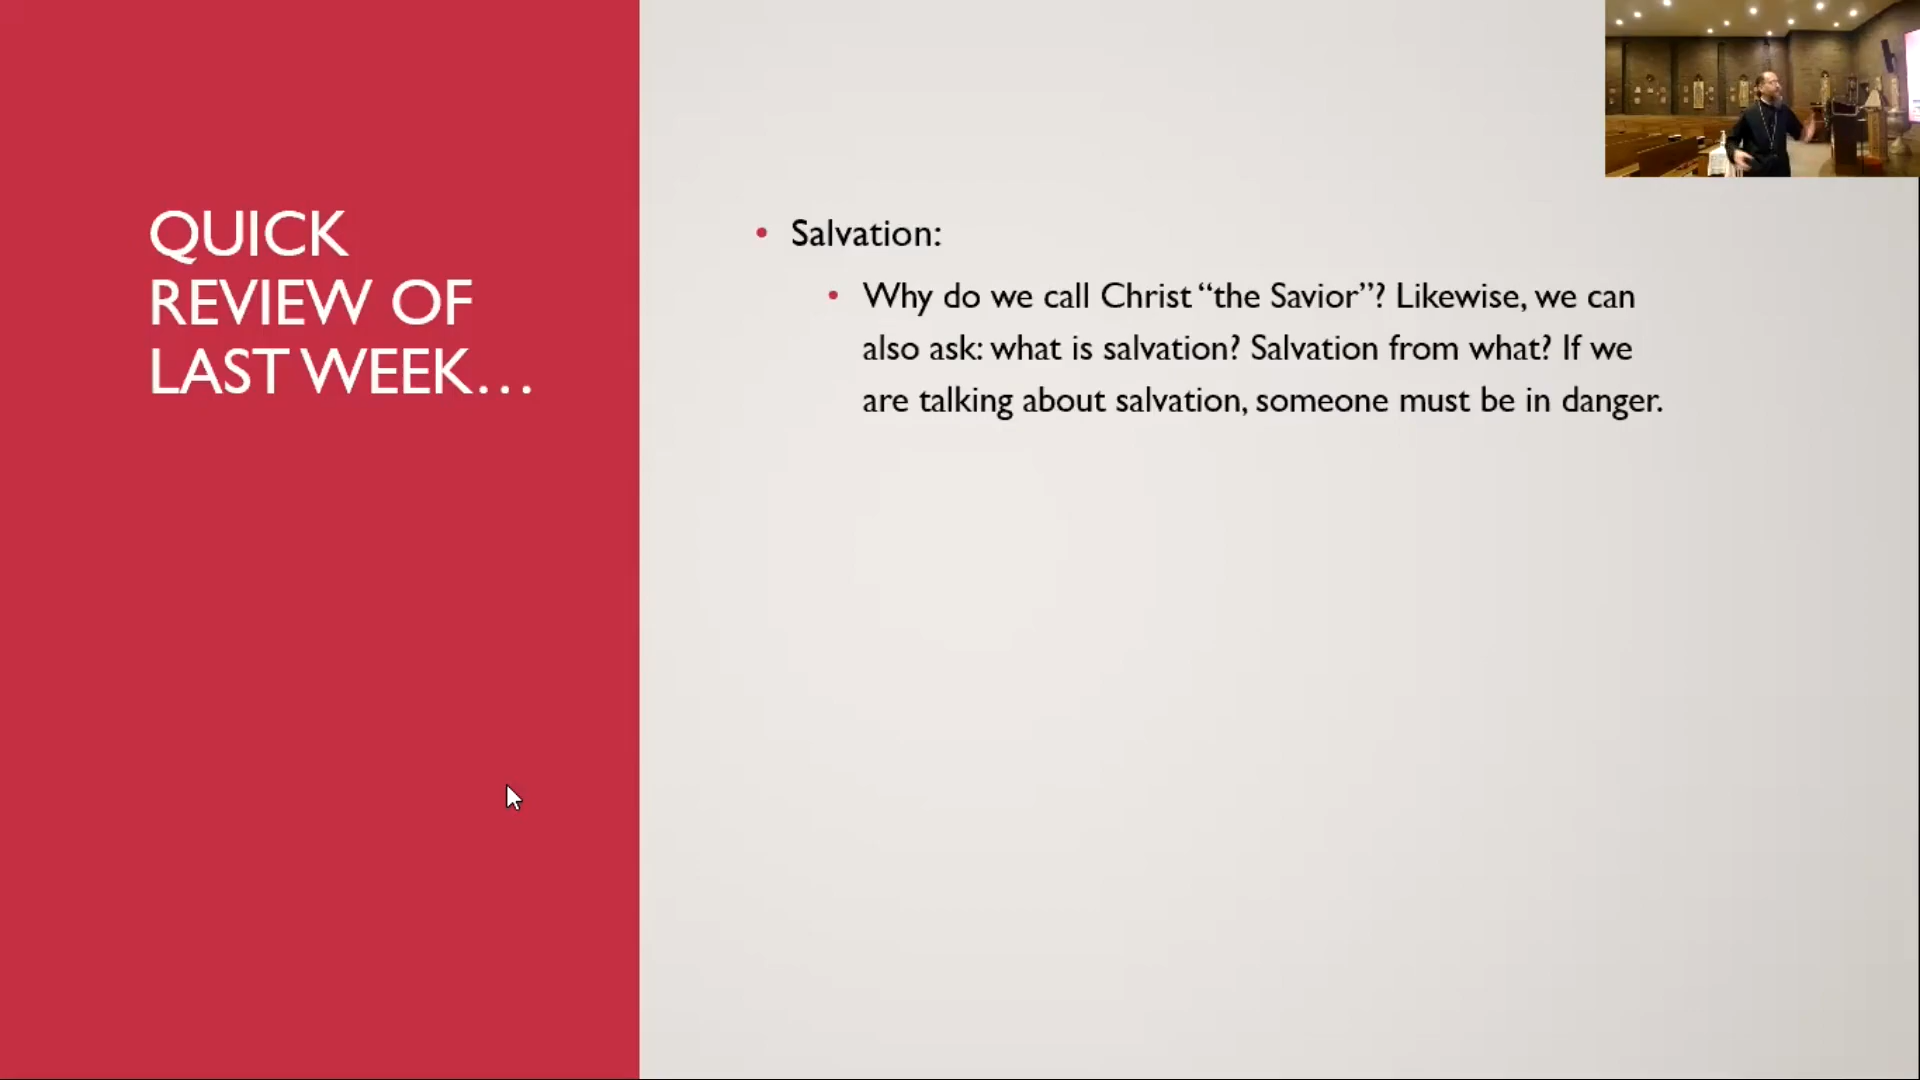 QUICK
REVIEW OF
LAST WEEK…
• Salvation:
• Why do we call Christ “the Savior”? Likewise, we can
also ask: what is salvation? Salvation from what? If we
are talking about salvation, someone must be in danger.